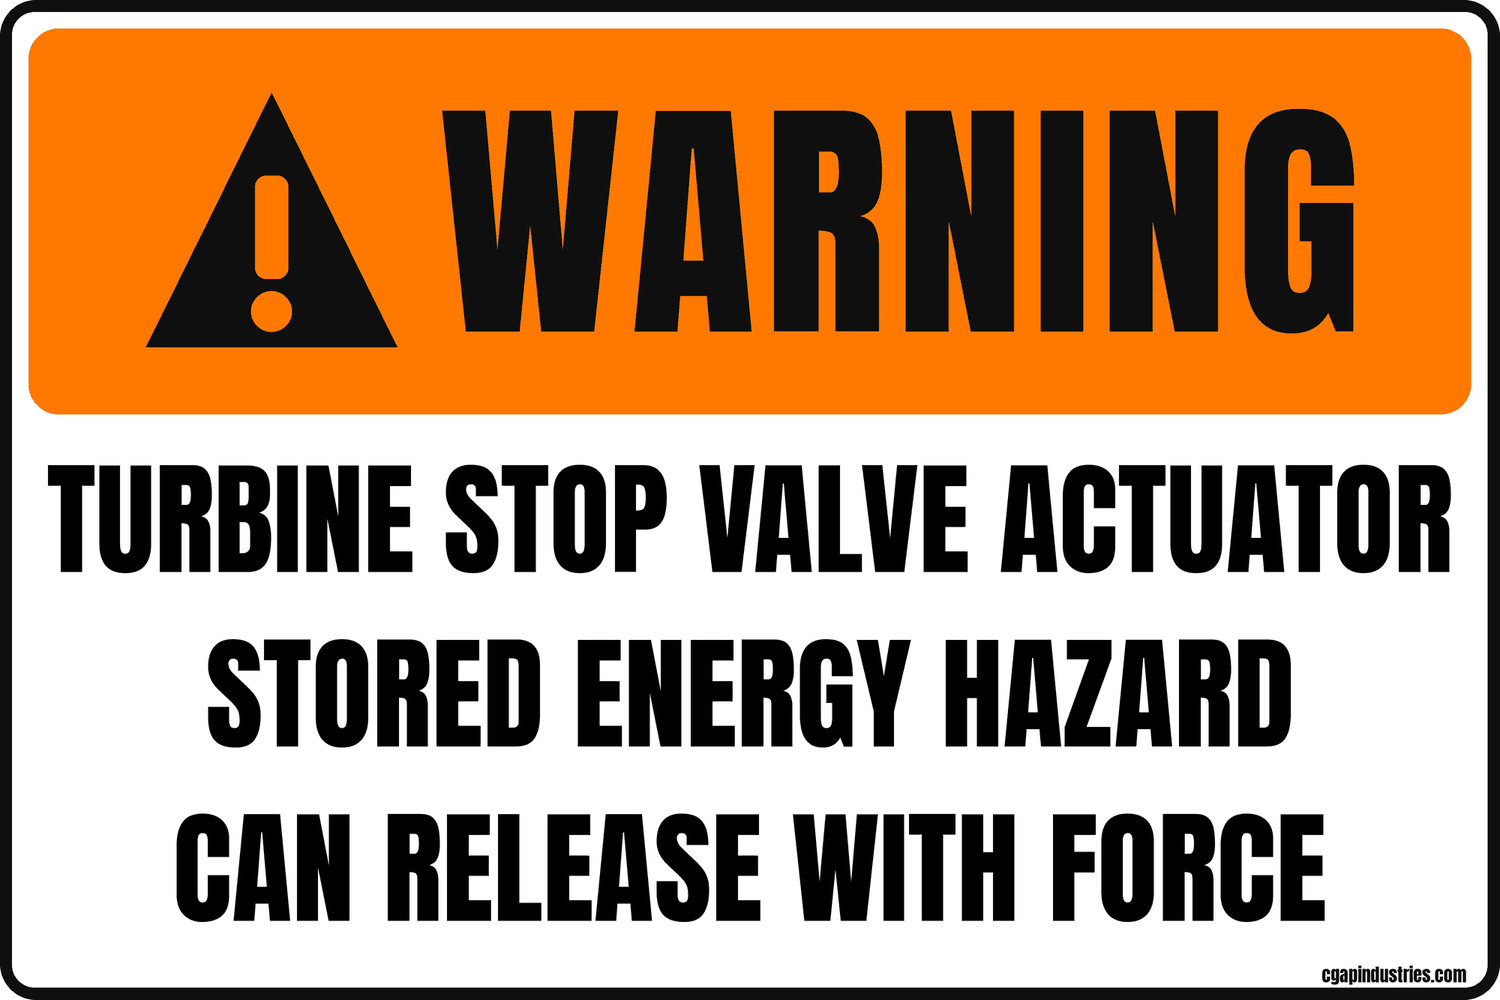 WARNING
TURBINE STOP VALVE ACTUATOR
STORED ENERGY HAZARD
CAN RELEASE WITH FORCE
cgapindustries.com